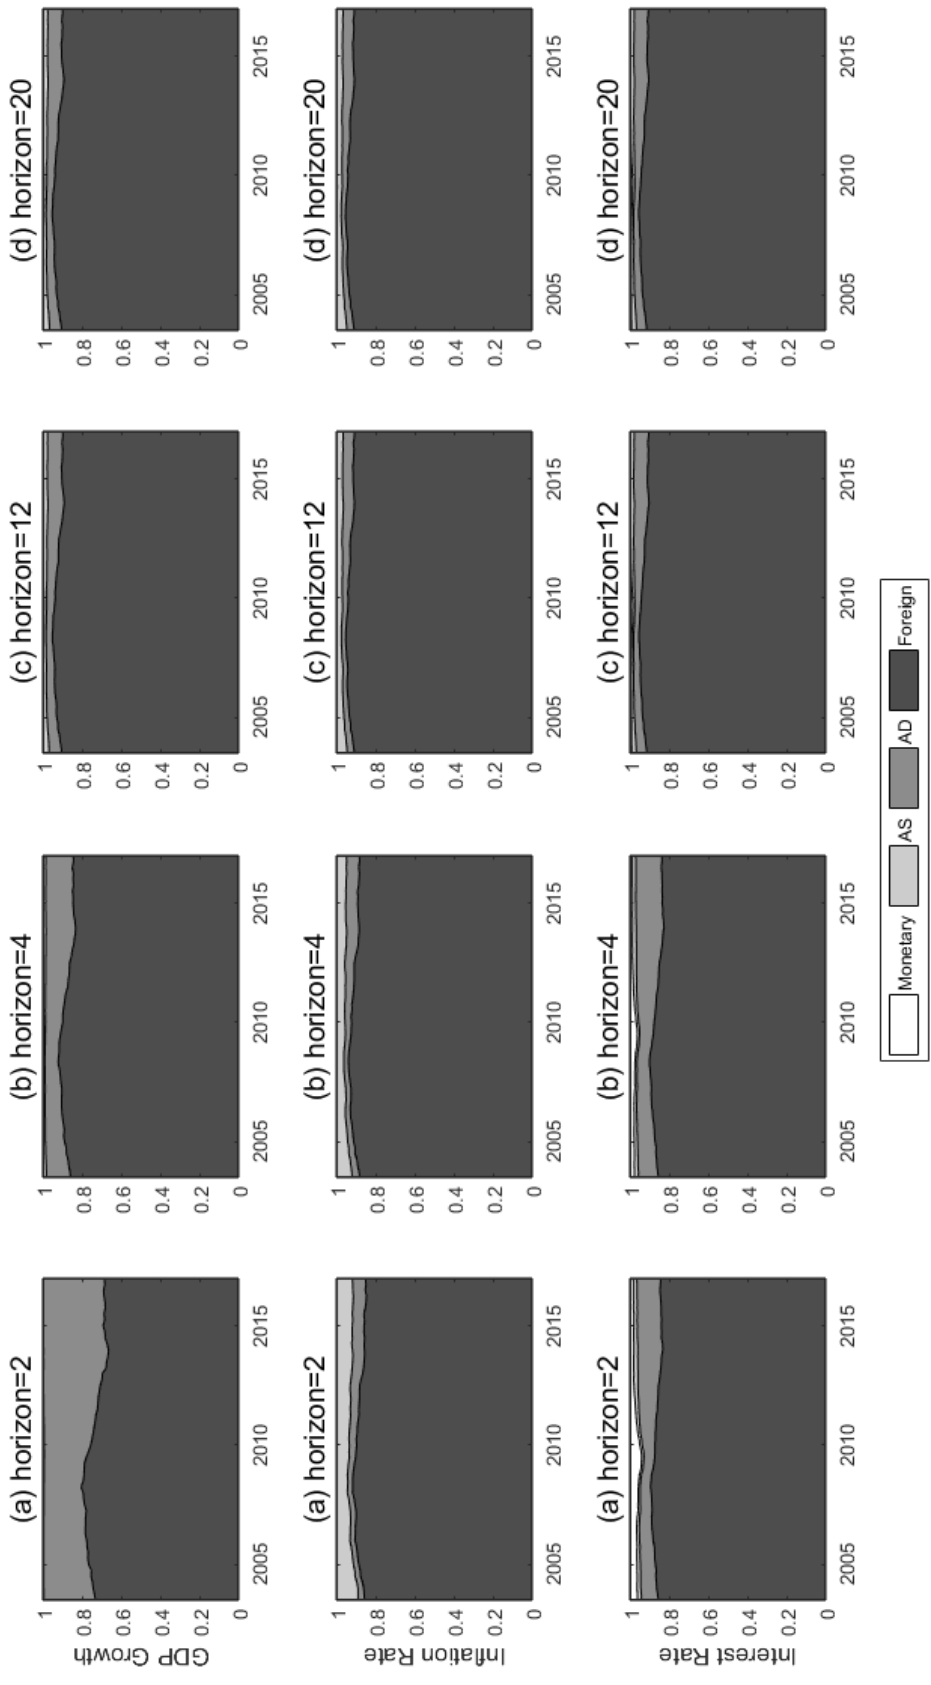 (a) horizon=2
(b) horizon=4
(c) horizon=12
(d) horizon=20
GDP Growth
1 1 1 1
0.8 0.8 0.8 0.8
0.6 0.6 0.6 0.6
0.4 0.4 0.4 0.4
0.2 0.2 0.2 0.2
0 0 0 0
2005 2010 2015 2005 2010 2015 2005 2010 2015 2005 2010 2015
(a) horizon=2
(b) horizon=4
(c) horizon=12
(d) horizon=20
Inflation Rate
1 1 1 1
0.8 0.8 0.8 0.8
0.6 0.6 0.6 0.6
0.4 0.4 0.4 0.4
0.2 0.2 0.2 0.2
0 0 0 0
2005 2010 2015 2005 2010 2015 2005 2010 2015 2005 2010 2015
(a) horizon=2
(b) horizon=4
(c) horizon=12
(d) horizon=20
Interest Rate
1 1 1 1
0.8 0.8 0.8 0.8
0.6 0.6 0.6 0.6
0.4 0.4 0.4 0.4
0.2 0.2 0.2 0.2
0 0 0 0
2005 2010 2015 2005 2010 2015 2005 2010 2015 2005 2010 2015
Monetary AS AD Foreign